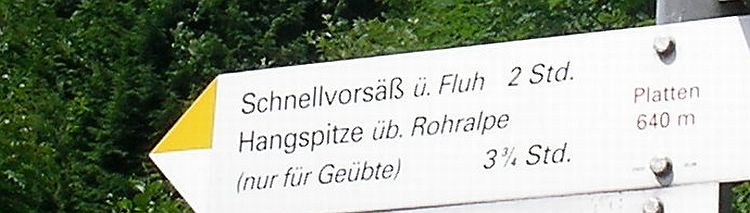 Schnellvorsäß ü. Fluh 2 Std.
Hangspitze üb. Rohralpe
(nur für Geübte) 3¾ Std.
Platten
640 m